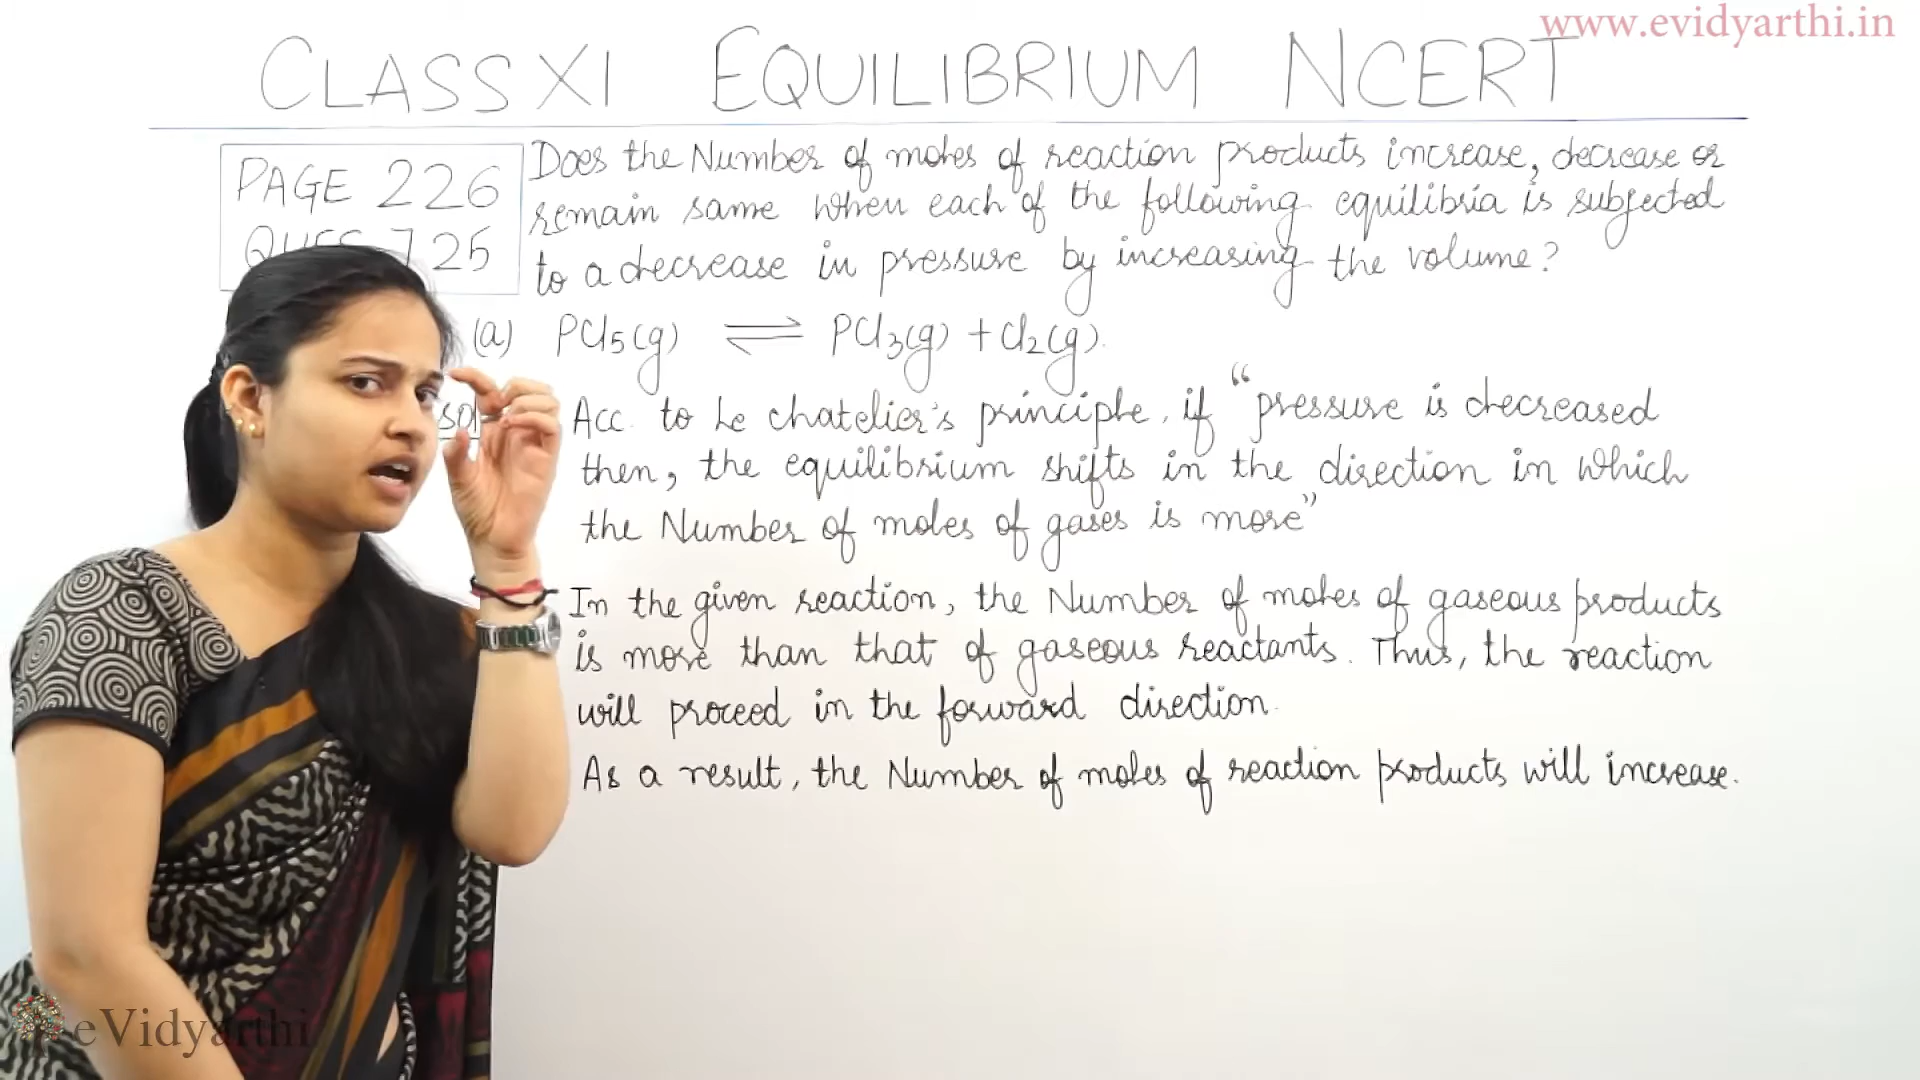 www.evidyarthi.in
CLASS XI EQUILIBRIUM NCERT
PAGE 226
QUES 7.25
Does the Number of moles of reaction products increase, decrease or
remain same when each of the following equilibria is subjected
to a decrease in pressure by increasing the volume?
(a) PCl5(g) ⇌ PCl3(g) + Cl2(g).
Acc. to Le chatelier's principle, if "pressure is decreased
then, the equilibrium shifts in the direction in which
the Number of moles of gases is more"
In the given reaction, the Number of moles of gaseous products
is more than that of gaseous reactants. Thus, the reaction
will proceed in the forward direction.
As a result, the Number of moles of reaction products will increase.
eVidyarthi